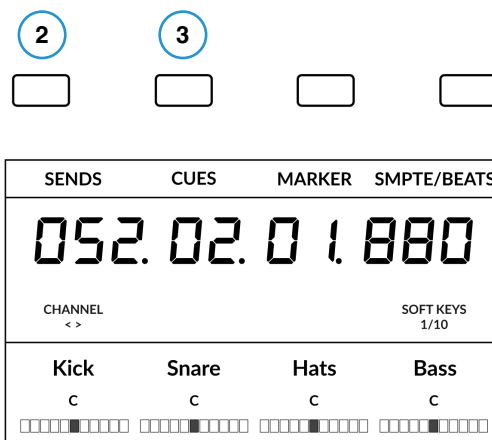 2 3
SENDS CUES MARKER SMPTE/BEATS
052.02.01.880
CHANNEL SOFT KEYS
< > 1/10
Kick Snare Hats Bass
C C C C